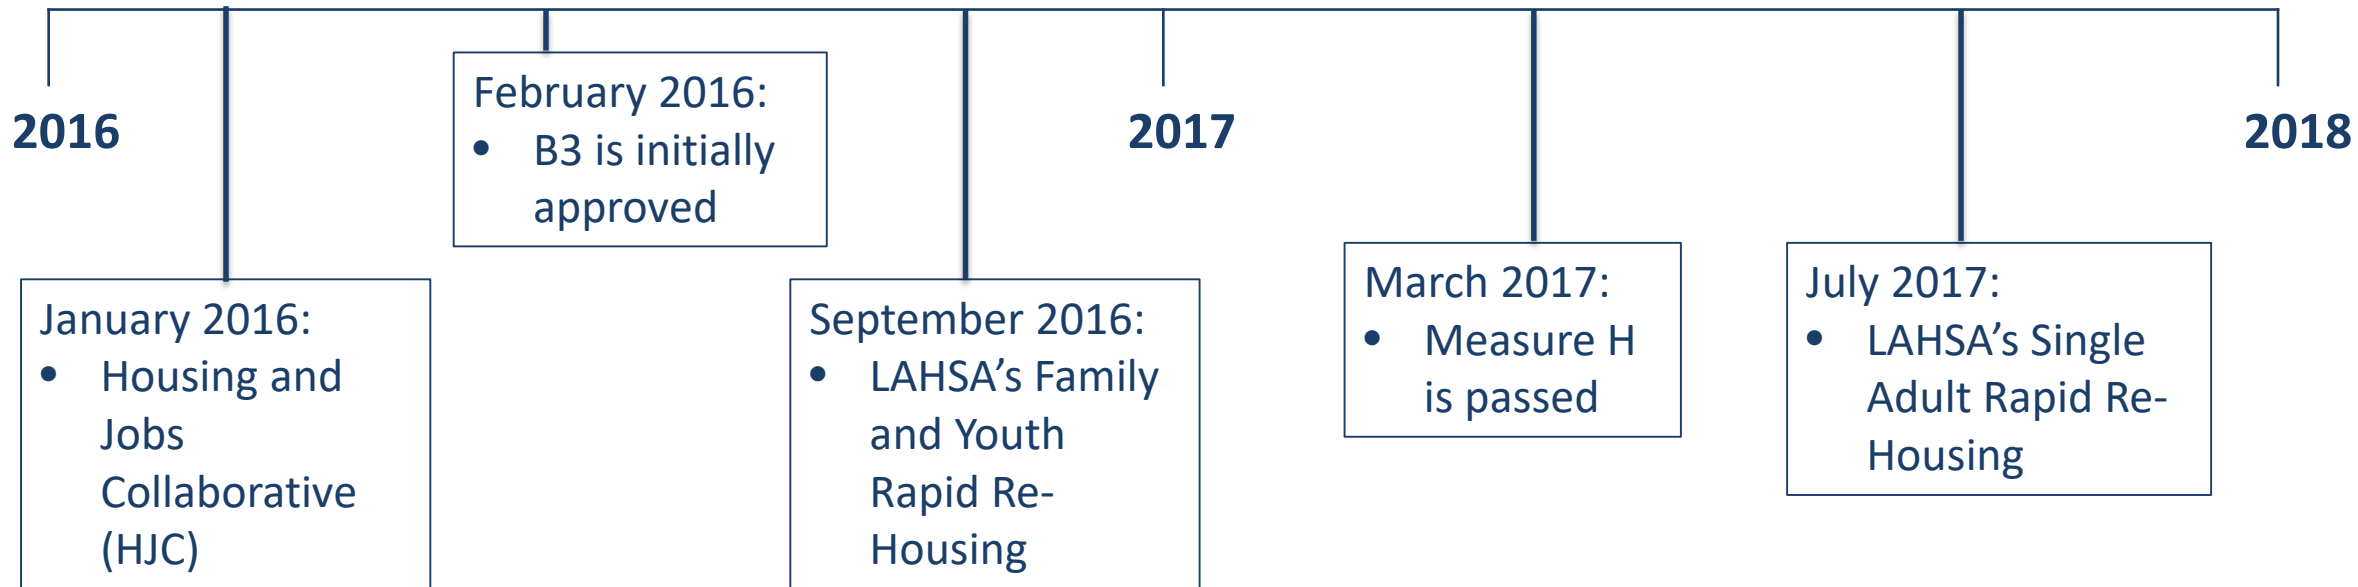 2016
2017
2018
January 2016:
• Housing and
Jobs
Collaborative
(HJC)
February 2016:
• B3 is initially
approved
September 2016:
• LAHSA’s Family
and Youth
Rapid Re-
Housing
March 2017:
• Measure H
is passed
July 2017:
• LAHSA’s Single
Adult Rapid Re-
Housing